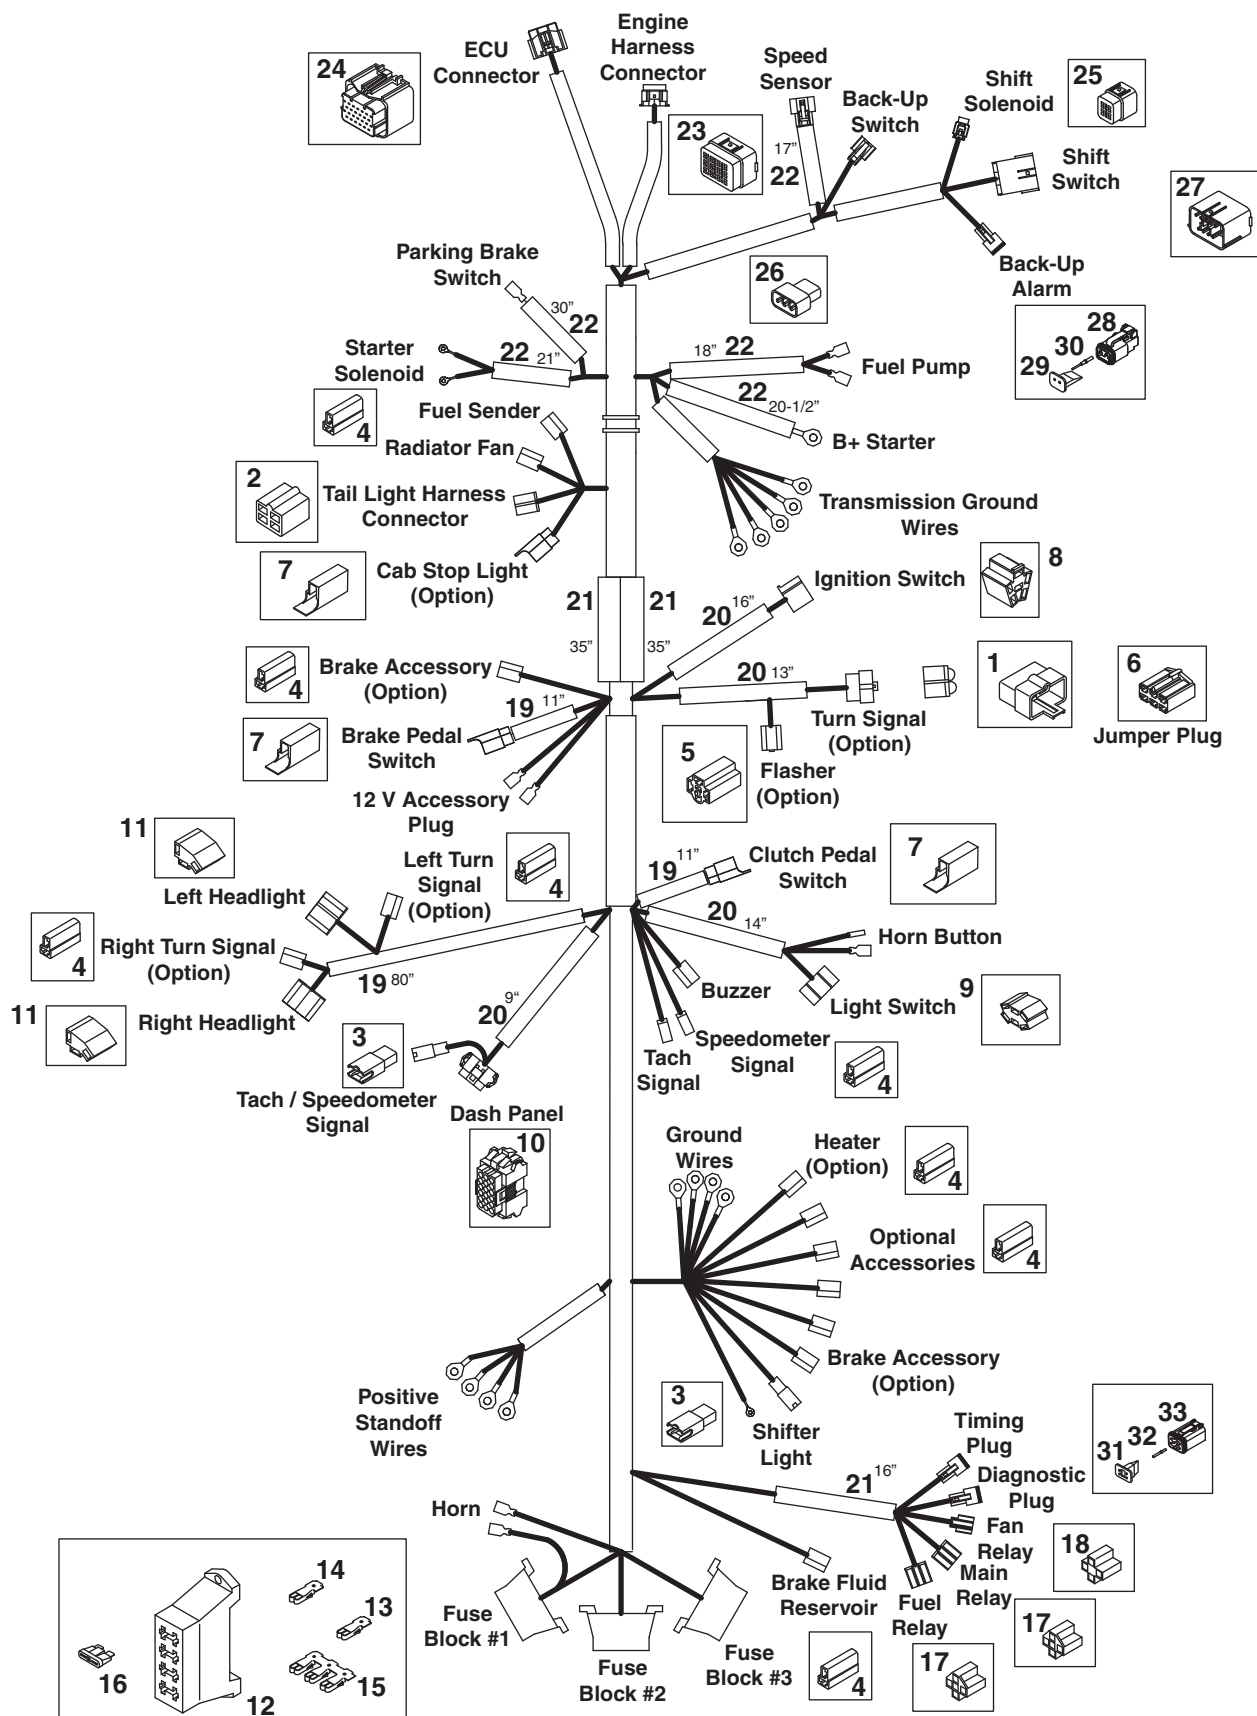 ECU
Connector
Engine
Harness
Connector
Speed
Sensor
Back-Up
Switch
Shift
Solenoid
Shift
Switch
24
23
17”
22
25
27
Parking Brake
Switch
26
Back-Up
Alarm
30”
22
28
30
29
Starter
Solenoid
22
21”
18”
22
Fuel Pump
4
Fuel Sender
22
20-1/2”
B+ Starter
Radiator Fan
2
Tail Light Harness
Connector
Transmission Ground
Wires
7
Cab Stop Light
(Option)
Ignition Switch
8
21
21
35”
35”
20
16”
4
Brake Accessory
(Option)
20
13”
1
6
Jumper Plug
19
11”
7
Brake Pedal
Switch
Turn Signal
(Option)
5
Flasher
(Option)
12 V Accessory
Plug
11
Left Headlight
Left Turn
Signal
(Option)
4
19
11”
Clutch Pedal
Switch
7
20
14”
Horn Button
4
Right Turn Signal
(Option)
19
80”
Buzzer
Light Switch
9
11
Right Headlight
20
9“
3
Tach / Speedometer
Signal
Tach
Signal
Speedometer
Signal
4
Dash Panel
10
Ground
Wires
Heater
(Option)
4
Optional
Accessories
4
Positive
Standoff
Wires
Brake Accessory
(Option)
3
Shifter
Light
Timing
Plug
33
32
31
21
16”
Diagnostic
Plug
Horn
Fan
Relay
18
Main
Relay
Fuel
Relay
Brake Fluid
Reservoir
17
17
4
Fuse
Block #1
Fuse
Block #2
Fuse
Block #3
14
13
16
15
12